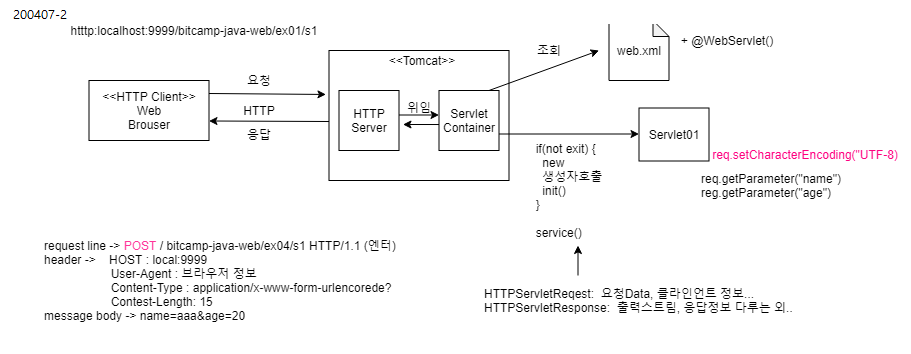 200407-2
htttp:localhost:9999/bitcamp-java-web/ex01/s1
<<Tomcat>>
조회
web.xml
+ @WebServlet()
요청
<<HTTP Client>>
Web
Brouser
HTTP
응답
HTTP
Server
위임
Servlet
Container
Servlet01
if(not exit) {
new
생성자호출
init()
}
service()
req.setCharacterEncoding("UTF-8)
req.getParameter("name")
reg.getParameter("age")
request line -> POST / bitcamp-java-web/ex04/s1 HTTP/1.1 (엔터)
header -> HOST : local:9999
User-Agent : 브라우저 정보
Content-Type : application/x-www-form-urlencorede?
Contest-Length: 15
message body -> name=aaa&age=20
HTTPServletReqest: 요청Data, 클라인언트 정보...
HTTPServletResponse: 출력스트림, 응답정보 다루는 외..